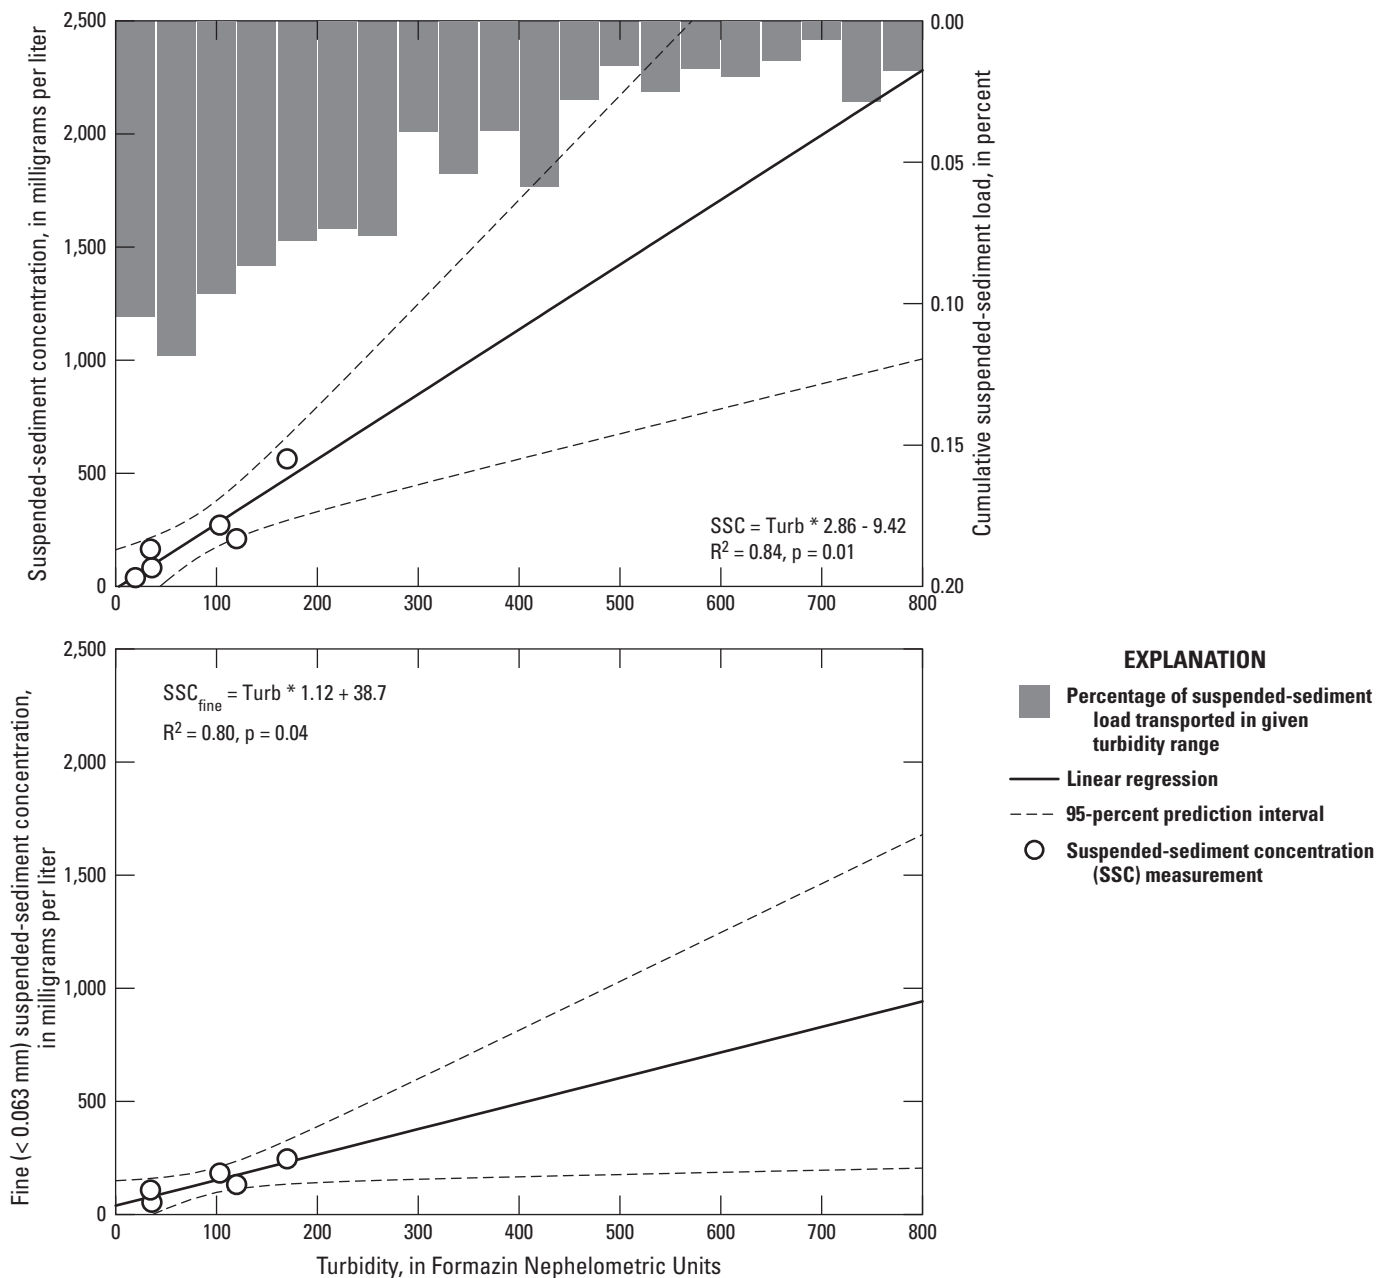 Suspended-sediment concentration, in milligrams per liter
2,500
2,000
1,500
1,000
500
0
0.00
0.05
0.10
0.15
0.20
Cumulative suspended-sediment load, in percent
SSC = Turb * 2.86 - 9.42
R² = 0.84, p = 0.01
0 100 200 300 400 500 600 700 800
Fine (< 0.063 mm) suspended-sediment concentration,
in milligrams per liter
2,500
2,000
1,500
1,000
500
0
SSCfine = Turb * 1.12 + 38.7
R² = 0.80, p = 0.04
0 100 200 300 400 500 600 700 800
Turbidity, in Formazin Nephelometric Units
EXPLANATION
Percentage of suspended-sediment
load transported in given
turbidity range
Linear regression
95-percent prediction interval
Suspended-sediment concentration
(SSC) measurement